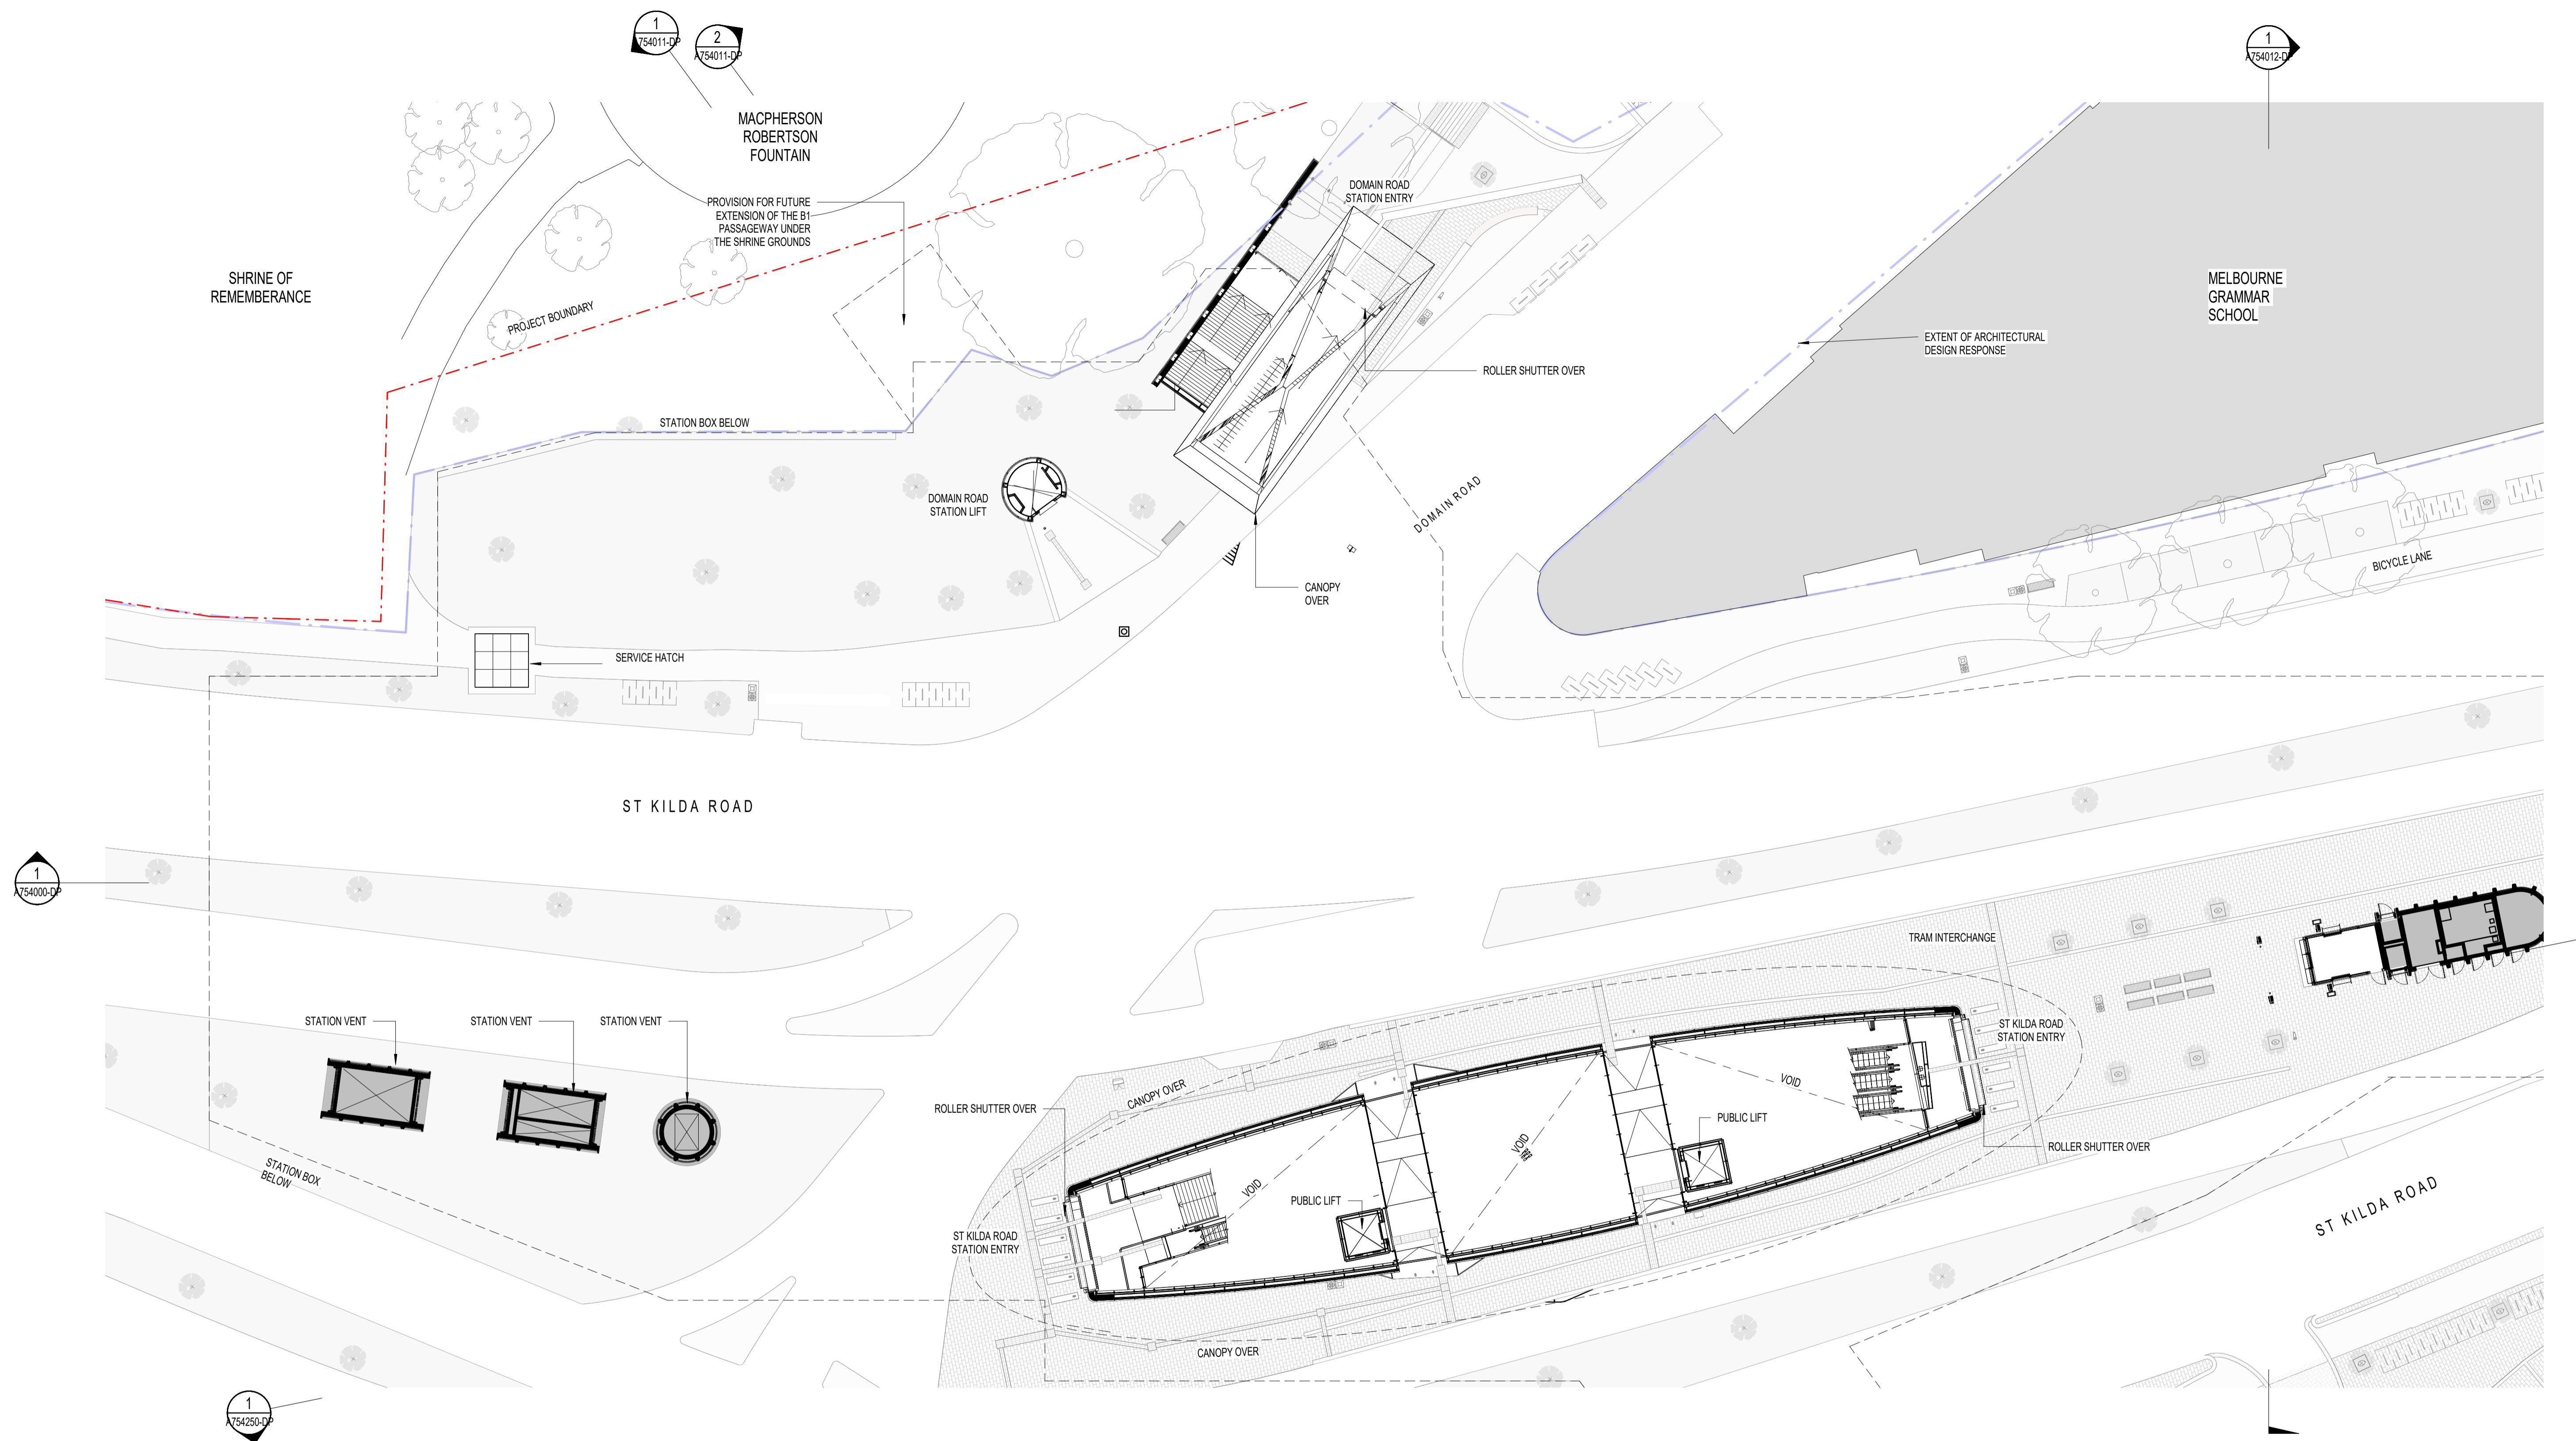 1
A754011-DP
2
A754011-DP
1
A754012-DP
MACPHERSON
ROBERTSON
FOUNTAIN
PROVISION FOR FUTURE
EXTENSION OF THE B1
PASSAGEWAY UNDER
THE SHRINE GROUNDS
DOMAIN ROAD
STATION ENTRY
SHRINE OF
REMEMBERANCE
MELBOURNE
GRAMMAR
SCHOOL
PROJECT BOUNDARY
EXTENT OF ARCHITECTURAL
DESIGN RESPONSE
ROLLER SHUTTER OVER
STATION BOX BELOW
DOMAIN ROAD
STATION LIFT
DOMAIN ROAD
BICYCLE LANE
CANOPY
OVER
SERVICE HATCH
ST KILDA ROAD
1
A754000-DP
TRAM INTERCHANGE
STATION VENT
STATION VENT
STATION VENT
ST KILDA ROAD
STATION ENTRY
CANOPY OVER
VOID
ROLLER SHUTTER OVER
PUBLIC LIFT
VOID
ROLLER SHUTTER OVER
STATION BOX
BELOW
VOID
PUBLIC LIFT
ST KILDA ROAD
STATION ENTRY
ST KILDA ROAD
CANOPY OVER
1
A754250-DP